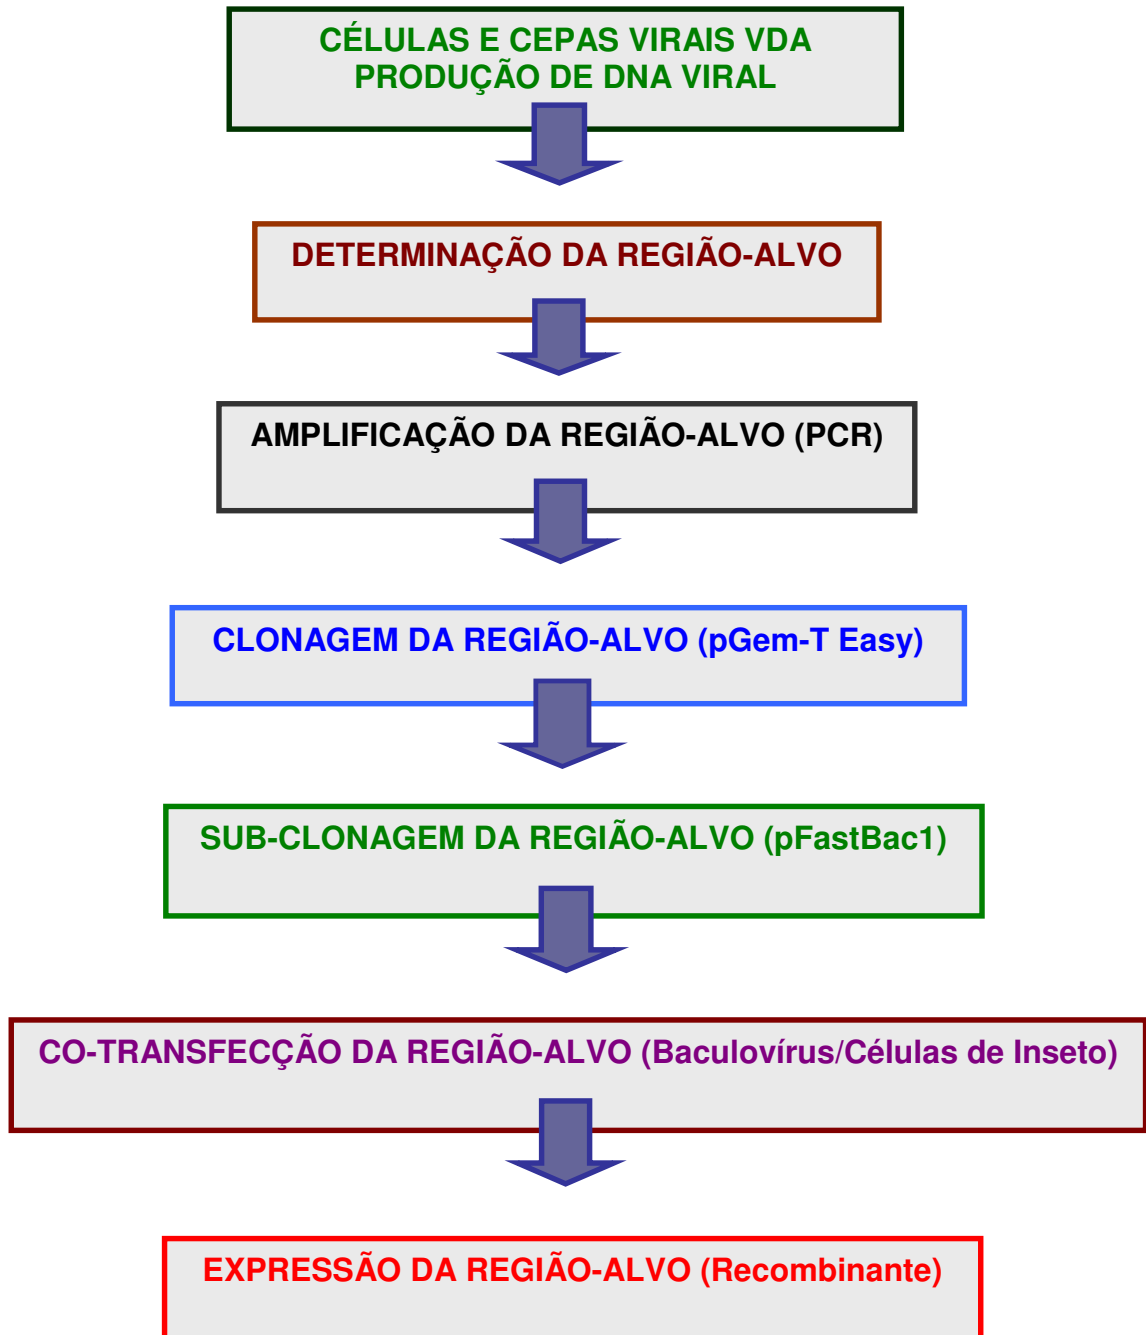 CÉLULAS E CEPAS VIRAIS VDA
PRODUÇÃO DE DNA VIRAL
DETERMINAÇÃO DA REGIÃO-ALVO
AMPLIFICAÇÃO DA REGIÃO-ALVO (PCR)
CLONAGEM DA REGIÃO-ALVO (pGem-T Easy)
SUB-CLONAGEM DA REGIÃO-ALVO (pFastBac1)
CO-TRANSFECÇÃO DA REGIÃO-ALVO (Baculovírus/Células de Inseto)
EXPRESSÃO DA REGIÃO-ALVO (Recombinante)